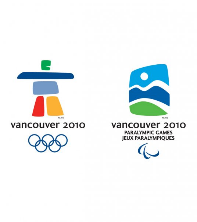 vancouver 2010
vancouver 2010
PARALYMPIC GAMES
JEUX PARALYMPIQUES